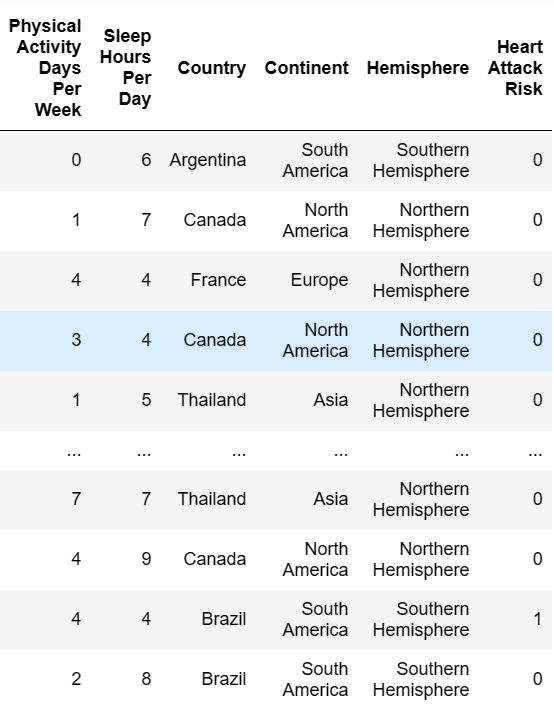 Physical Activity Days Per Week Sleep Hours Per Day Country Continent Hemisphere Heart Attack Risk
0 6 Argentina South America Southern Hemisphere 0
1 7 Canada North America Northern Hemisphere 0
4 4 France Europe Northern Hemisphere 0
3 4 Canada North America Northern Hemisphere 0
1 5 Thailand Asia Northern Hemisphere 0
... ... ... ... ... ...
7 7 Thailand Asia Northern Hemisphere 0
4 9 Canada North America Northern Hemisphere 0
4 4 Brazil South America Southern Hemisphere 1
2 8 Brazil South America Southern Hemisphere 0